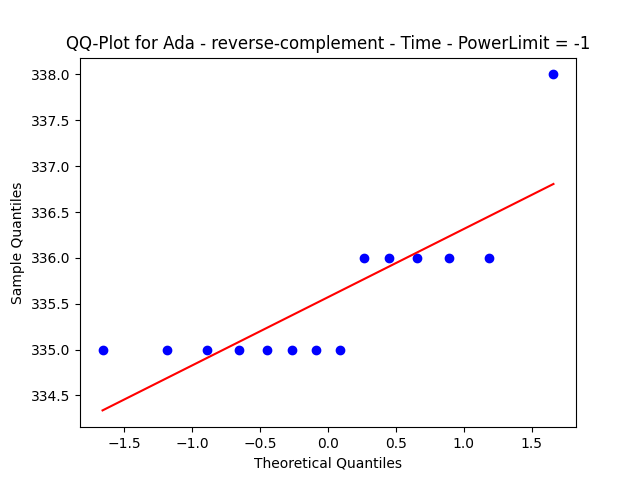 QQ-Plot for Ada - reverse-complement - Time - PowerLimit = -1
338.0
337.5
337.0
336.5
336.0
335.5
335.0
334.5
Sample Quantiles
−1.5 −1.0 −0.5 0.0 0.5 1.0 1.5
Theoretical Quantiles